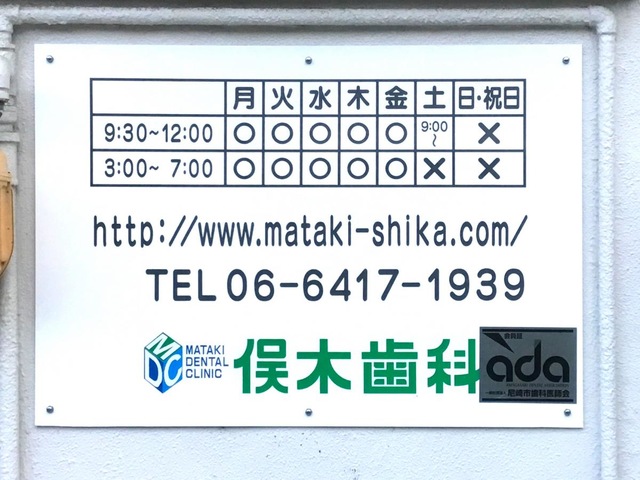 月 火 水 木 金 土 日・祝日
9:30~12:00 ○ ○ ○ ○ ○ 9:00~ ×
3:00~ 7:00 ○ ○ ○ ○ ○ × ×
http://www.mataki-shika.com/
TEL 06-6417-1939
MDC
MATAKI
DENTAL
CLINIC
俣木歯科
会員証
ada
尼崎市歯科医師会